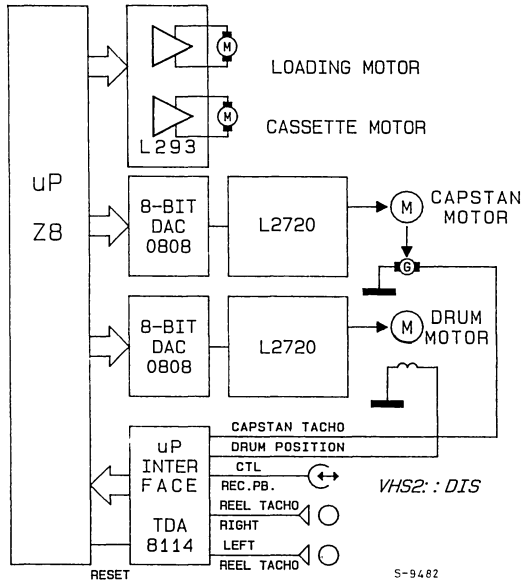 uP
Z8
M
LOADING MOTOR
M
CASSETTE MOTOR
L293
8-BIT
DAC
0808
L2720
M
CAPSTAN
MOTOR
G
8-BIT
DAC
0808
L2720
M
DRUM
MOTOR
CAPSTAN TACHO
DRUM POSITION
uP
INTER
FACE
TDA
8114
CTL
REC.PB.
REEL TACHO
RIGHT
LEFT
REEL TACHO
VHS2::DIS
RESET
S-9482